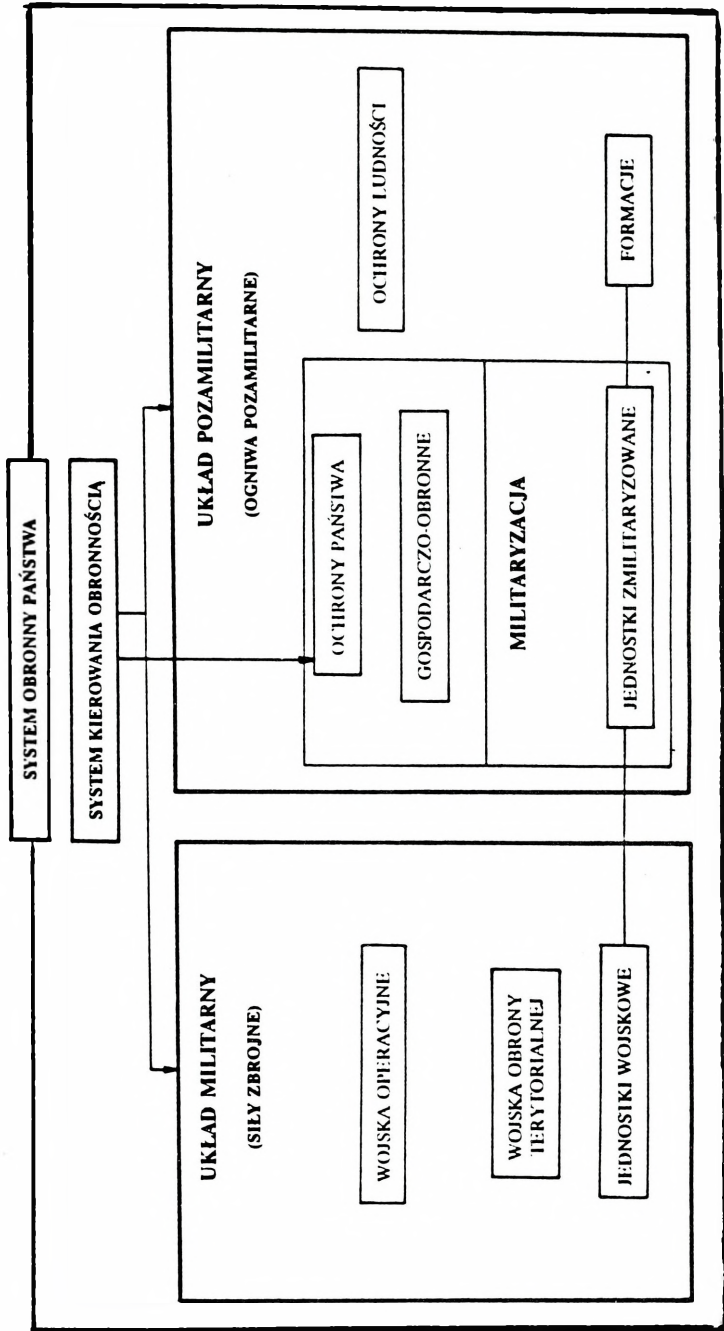 SYSTEM OBRONNY PAŃSTWA
SYSTEM KIEROWANIA OBRONNOŚCIĄ
UKŁAD MILITARNY
(SIŁY ZBROJNE)
WOJSKA OPERACYJNE
WOJSKA OBRONY
TERYTORIALNEJ
JEDNOSTKI WOJSKOWE
UKŁAD POZAMILITARNY
(OGNIWA POZAMILITARNE)
OCHRONY PAŃSTWA
GOSPODARCZO-OBRONNE
OCHRONY LUDNOŚCI
MILITARYZACJA
JEDNOSTKI ZMILITARYZOWANE
FORMACJE